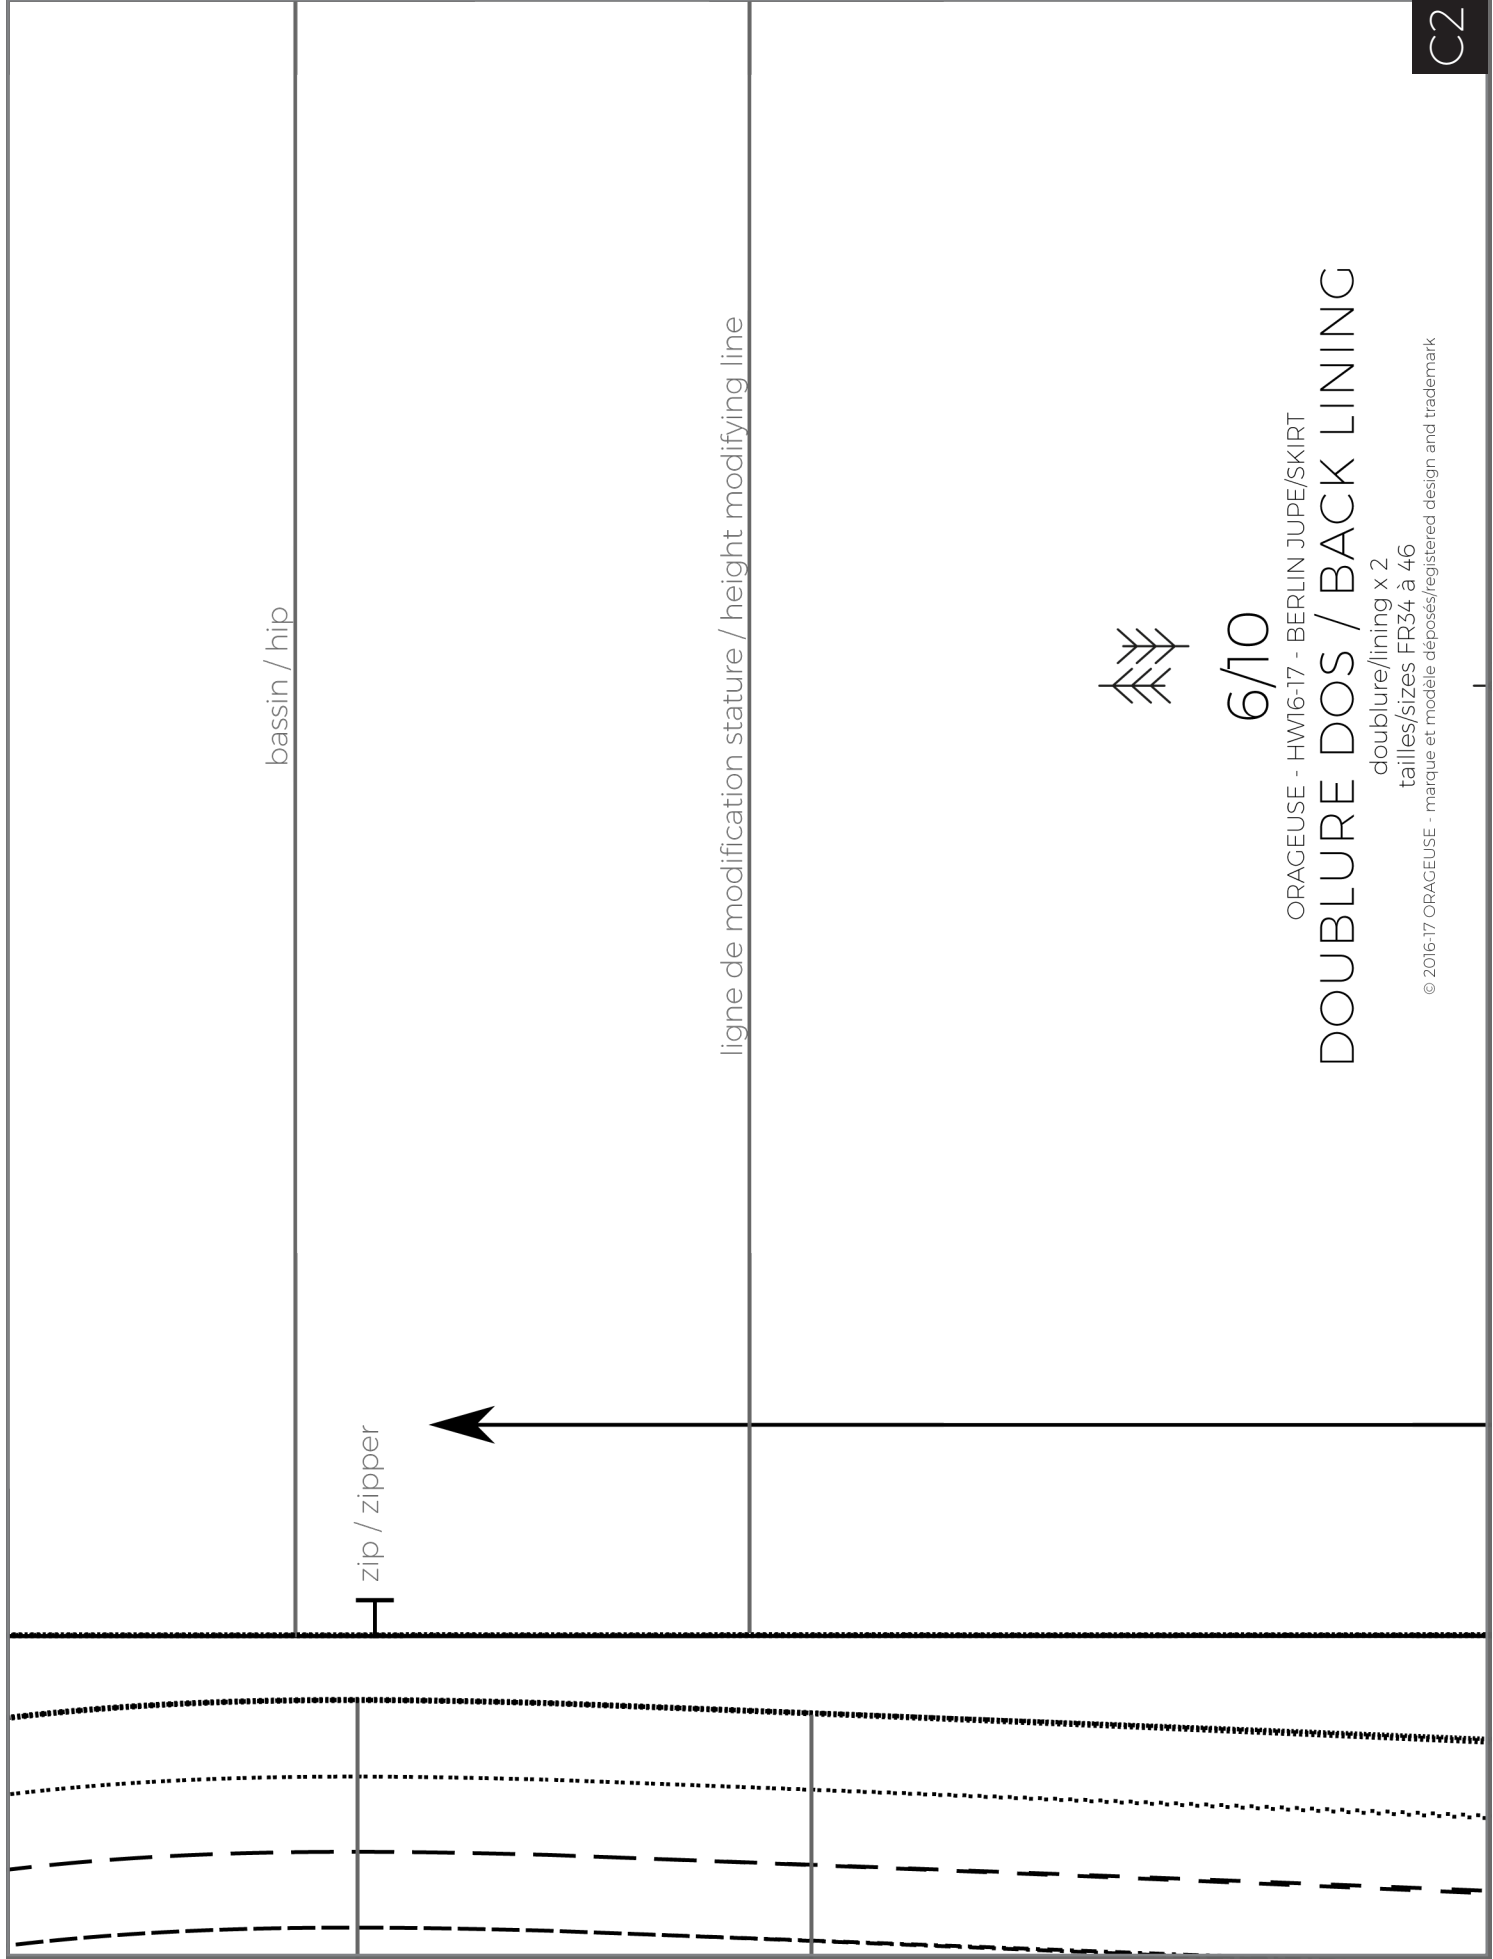 C2
bassin / hip
ligne de modification stature / height modifying line
6/10
ORAGEUSE - HW16-17 - BERLIN JUPE/SKIRT
DOUBLURE DOS / BACK LINING
doublure/lining x 2
tailles/sizes FR34 à 46
© 2016-17 ORAGEUSE - marque et modèle déposés/registered design and trademark
zip / zipper